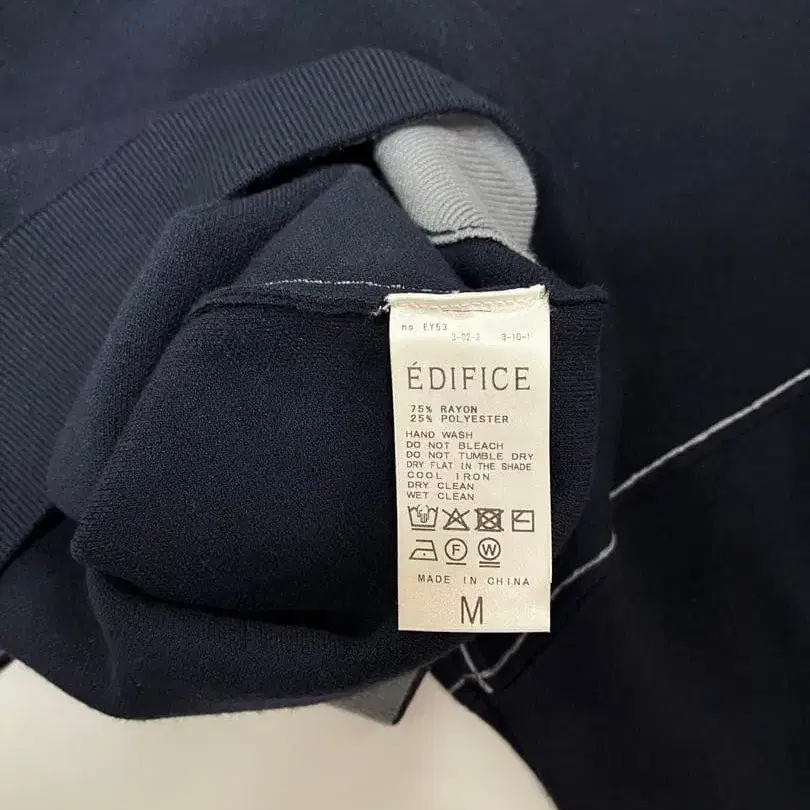 no EY53
3-02-2 3-10-1
ÉDIFICE
75% RAYON
25% POLYESTER
HAND WASH
DO NOT BLEACH
DO NOT TUMBLE DRY
DRY FLAT IN THE SHADE
COOL IRON
DRY CLEAN
WET CLEAN
F W
MADE IN CHINA
M